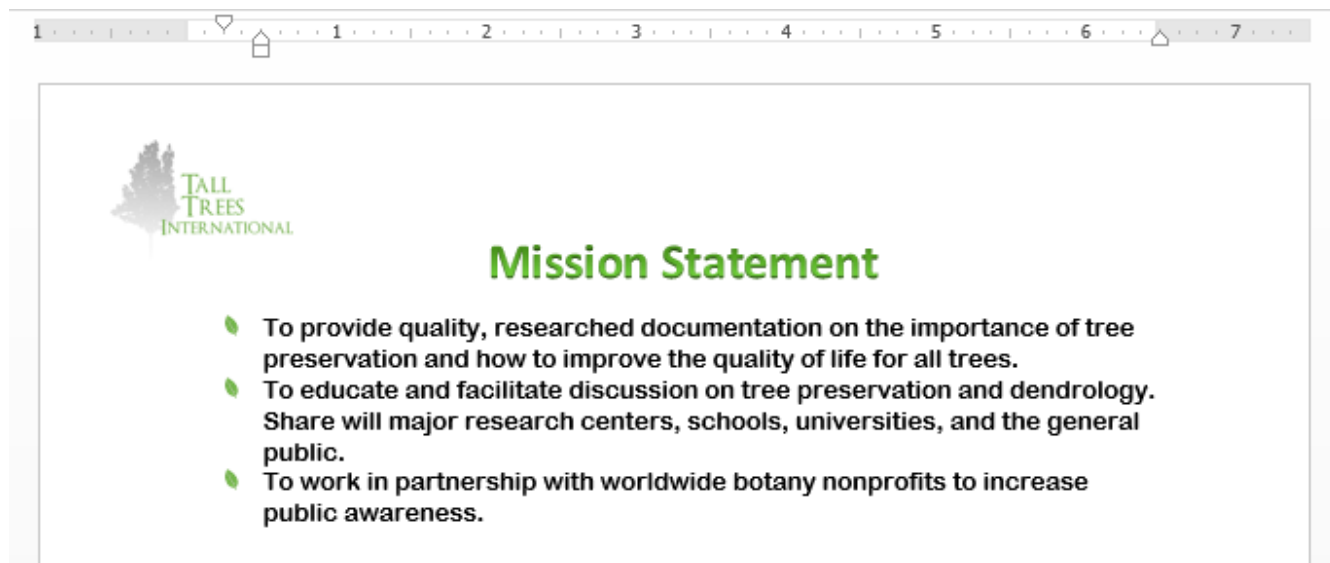 1 1 2 3 4 5 6 7
TALL
TREES
INTERNATIONAL
Mission Statement
To provide quality, researched documentation on the importance of tree
preservation and how to improve the quality of life for all trees.
To educate and facilitate discussion on tree preservation and dendrology.
Share will major research centers, schools, universities, and the general
public.
To work in partnership with worldwide botany nonprofits to increase
public awareness.